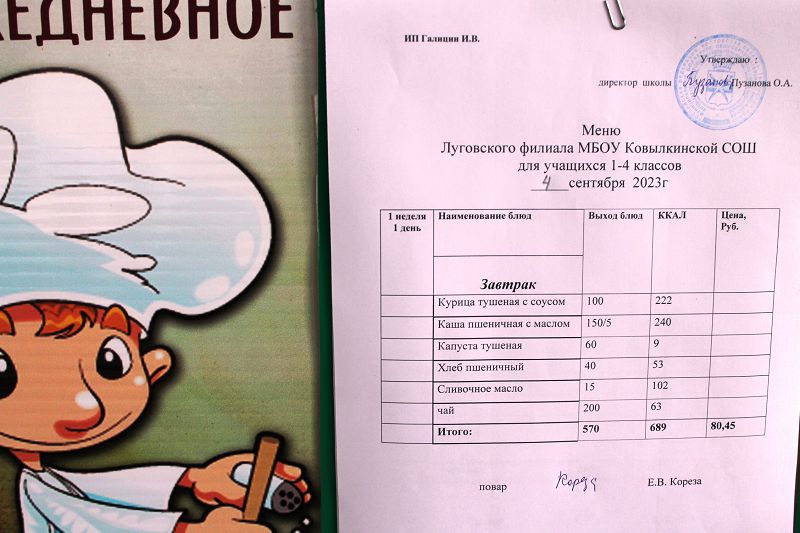 ЖЕДНЕВНОЕ
ИП Галицин И.В.
Утверждаю :
директор школы Пузанова Пузанова О.А.
Меню
Луговского филиала МБОУ Ковылкинской СОШ
для учащихся 1-4 классов
4 сентября 2023г
1 неделя Наименование блюд Выход блюд ККАЛ Цена,
1 день Руб.
Завтрак
Курица тушеная с соусом 100 222
Каша пшеничная с маслом 150/5 240
Капуста тушеная 60 9
Хлеб пшеничный 40 53
Сливочное масло 15 102
чай 200 63
Итого: 570 689 80,45
повар Е.В. Кореза